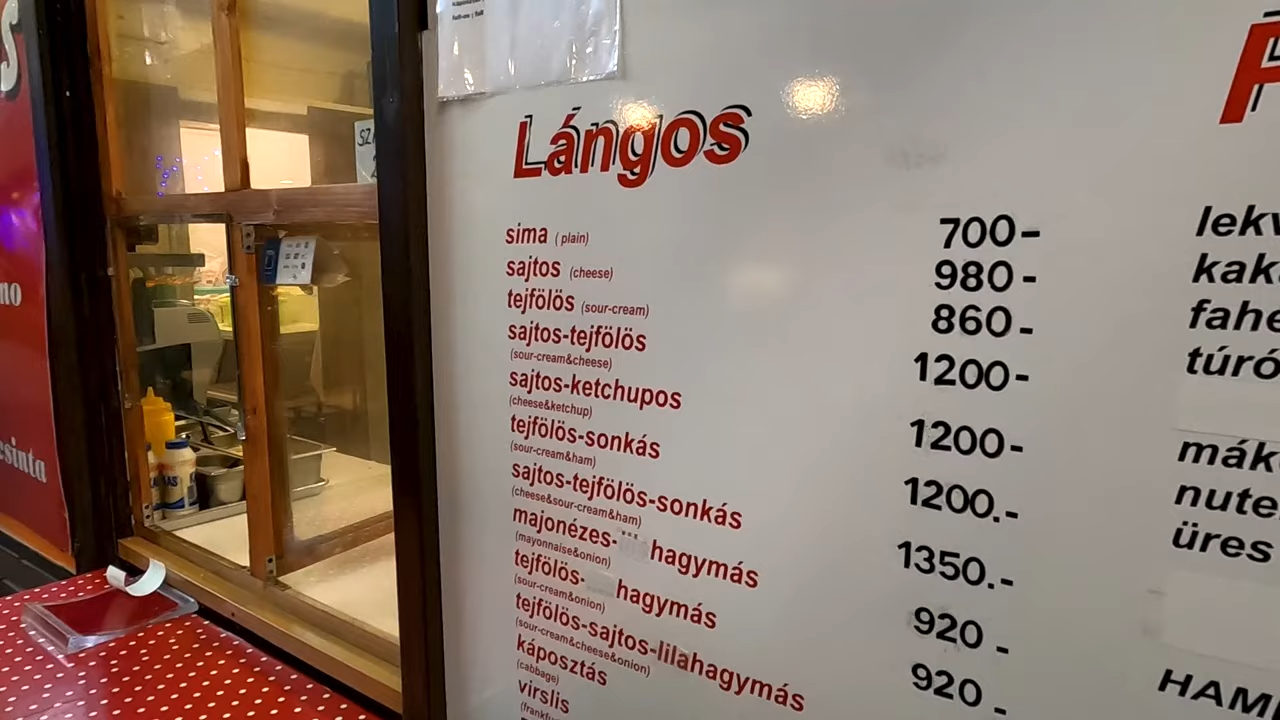 Lángos
sima (plain) 700-
sajtos (cheese) 980-
tejfölös (sour-cream) 860-
sajtos-tejfölös 1200-
(sour-cream&cheese)
sajtos-ketchupos 1200-
(cheese&ketchup)
tejfölös-sonkás 1200.-
(sour-cream&ham)
sajtos-tejfölös-sonkás 1350.-
(cheese&sour-cream&ham)
majonézes- hagymás 920.-
(mayonnaise&onion)
tejfölös- hagymás 920.-
(sour-cream&onion)
tejfölös-sajtos-lilahagymás
(sour-cream&cheese&onion)
káposztás
(cabbage)
virslis
lekv
kak
fahe
túró
mák
nute
üres
HAM